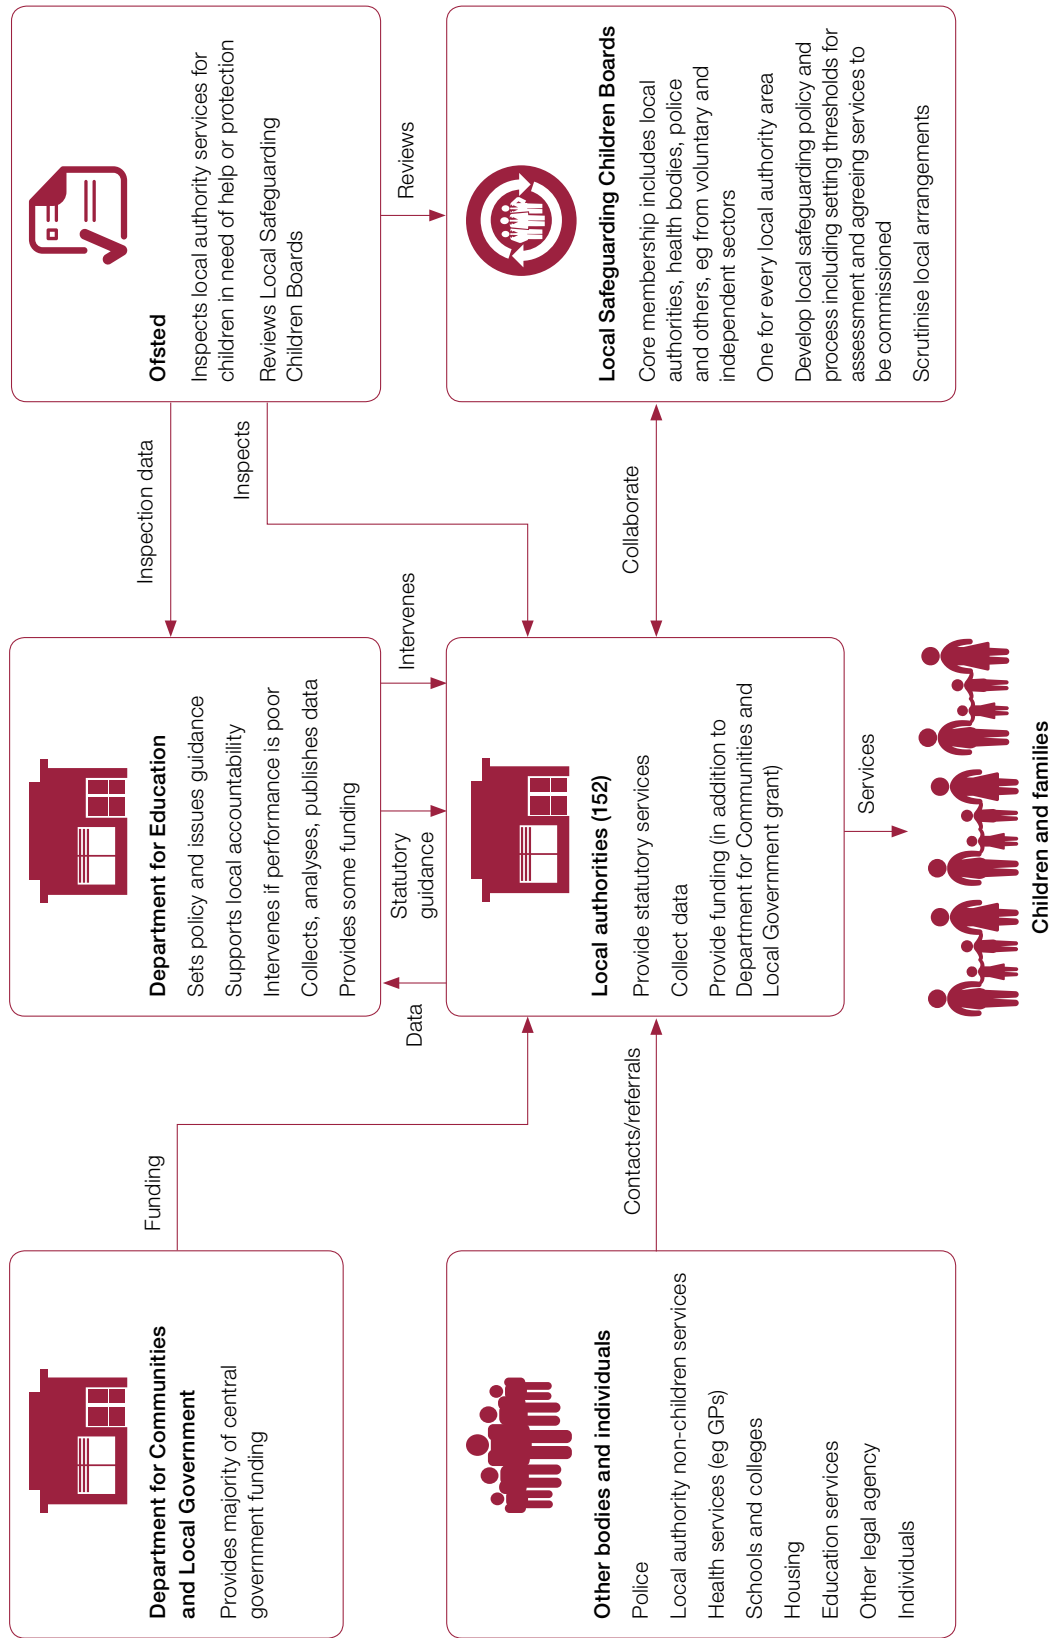 Department for Communities
and Local Government
Provides majority of central
government funding
Funding
Department for Education
Sets policy and issues guidance
Supports local accountability
Intervenes if performance is poor
Collects, analyses, publishes data
Provides some funding
Inspection data
Inspects
Ofsted
Inspects local authority services for
children in need of help or protection
Reviews Local Safeguarding
Children Boards
Data
Statutory
guidance
Intervenes
Reviews
Other bodies and individuals
Police
Local authority non-children services
Health services (eg GPs)
Schools and colleges
Housing
Education services
Other legal agency
Individuals
Contacts/referrals
Local authorities (152)
Provide statutory services
Collect data
Provide funding (in addition to
Department for Communities and
Local Government grant)
Collaborate
Local Safeguarding Children Boards
Core membership includes local
authorities, health bodies, police
and others, eg from voluntary and
independent sectors
One for every local authority area
Develop local safeguarding policy and
process including setting thresholds for
assessment and agreeing services to
be commissioned
Scrutinise local arrangements
Services
Children and families